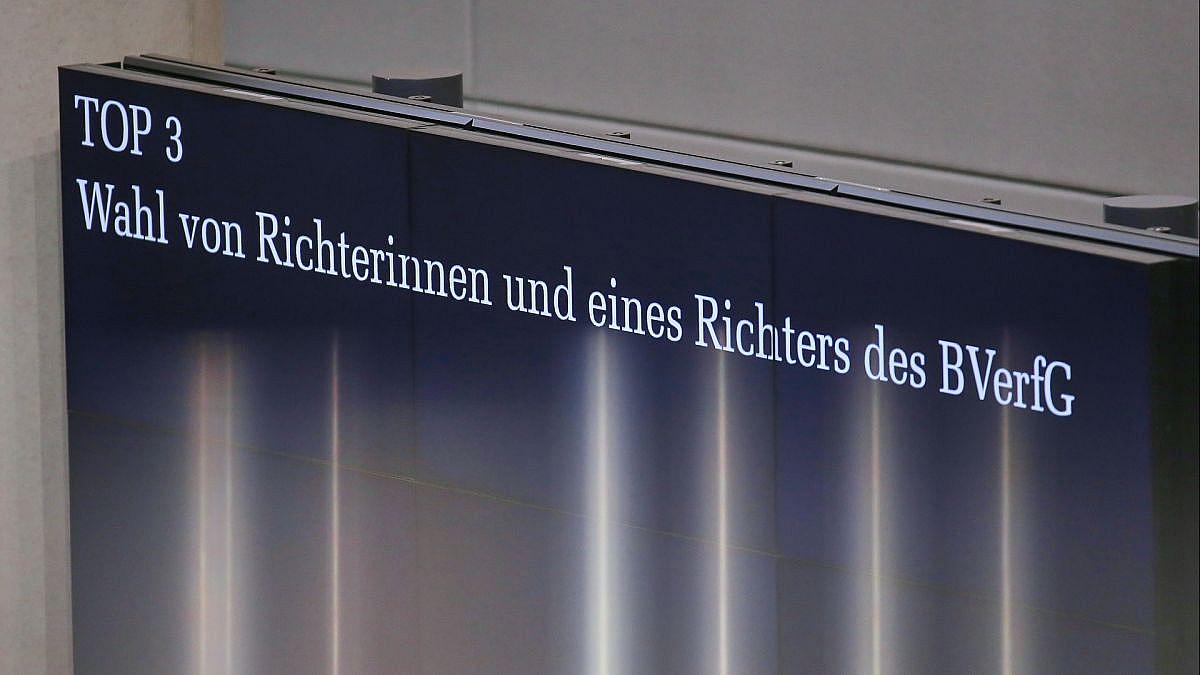 TOP 3
Wahl von Richterinnen und eines Richters des BVerfG